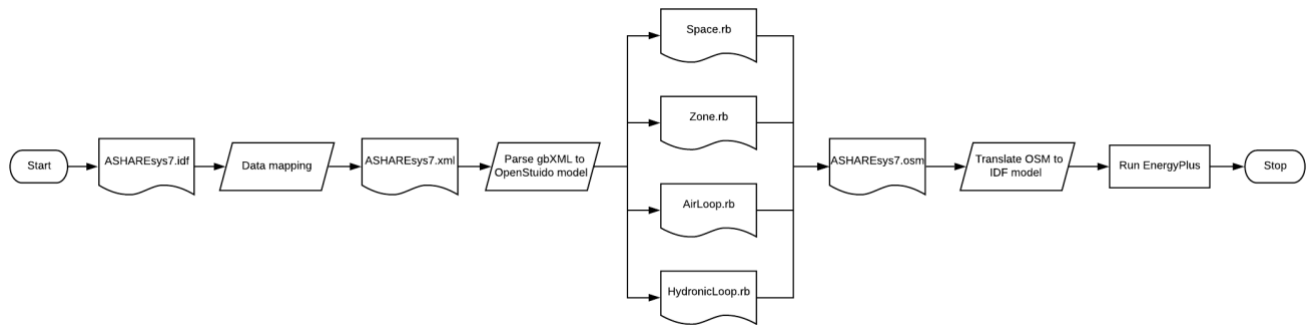 Start
ASHAREsys7.idf
Data mapping
ASHAREsys7.xml
Parse gbXML to
OpenStuido model
Space.rb
Zone.rb
AirLoop.rb
HydronicLoop.rb
ASHAREsys7.osm
Translate OSM to
IDF model
Run EnergyPlus
Stop